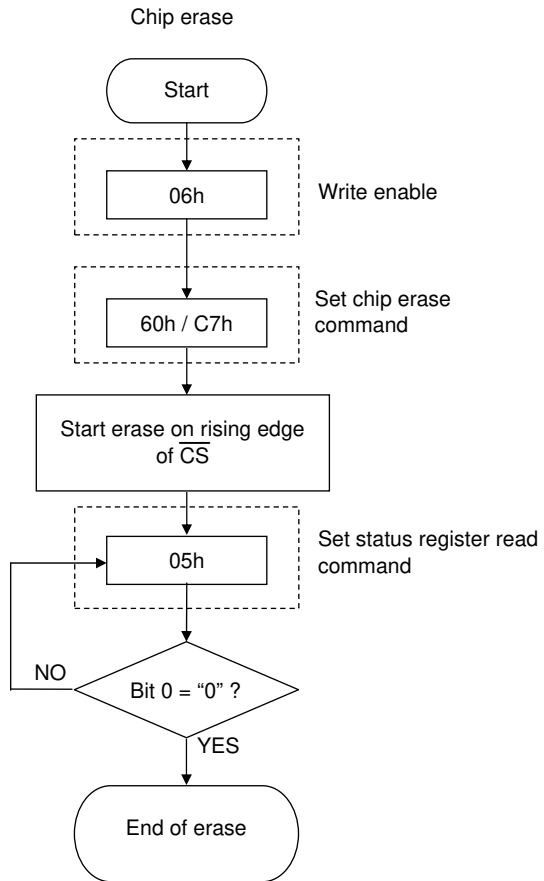 Chip erase
Start
06h
Write enable
60h / C7h
Set chip erase
command
Start erase on rising edge
of C̅S̅
05h
Set status register read
command
NO
Bit 0 = “0” ?
YES
End of erase